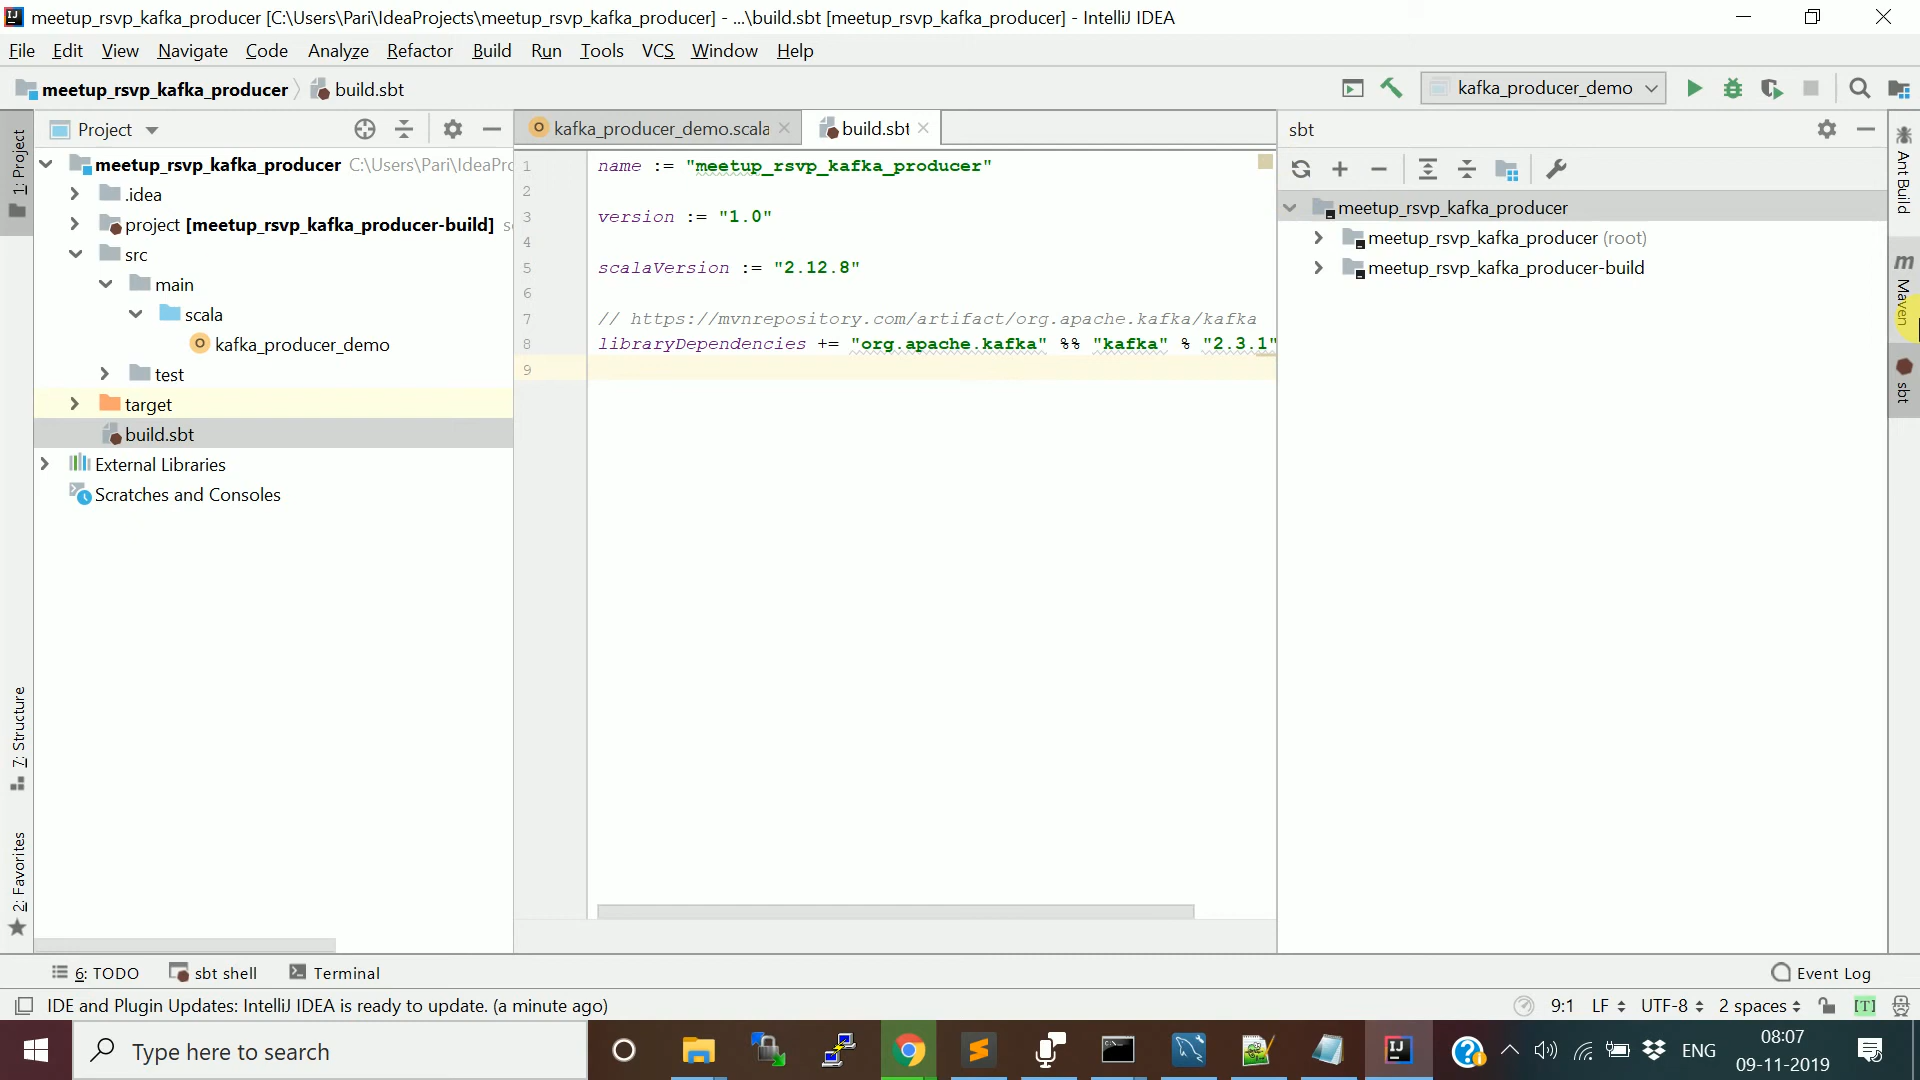 meetup_rsvp_kafka_producer [C:\Users\Pari\IdeaProjects\meetup_rsvp_kafka_producer] - ...\build.sbt [meetup_rsvp_kafka_producer] - IntelliJ IDEA
File Edit View Navigate Code Analyze Refactor Build Run Tools VCS Window Help
meetup_rsvp_kafka_producer build.sbt kafka_producer_demo
1: Project
7: Structure
2: Favorites
Project
meetup_rsvp_kafka_producer C:\Users\Pari\IdeaPro
.idea
project [meetup_rsvp_kafka_producer-build]
src
main
scala
kafka_producer_demo
test
target
build.sbt
External Libraries
Scratches and Consoles
kafka_producer_demo.scala build.sbt
1 name := "meetup_rsvp_kafka_producer"
2
3 version := "1.0"
4
5 scalaVersion := "2.12.8"
6
7 // https://mvnrepository.com/artifact/org.apache.kafka/kafka
8 libraryDependencies += "org.apache.kafka" %% "kafka" % "2.3.1"
9
sbt
meetup_rsvp_kafka_producer
meetup_rsvp_kafka_producer (root)
meetup_rsvp_kafka_producer-build
Ant Build
m Maven
sbt
6: TODO sbt shell Terminal Event Log
IDE and Plugin Updates: IntelliJ IDEA is ready to update. (a minute ago) 9:1 LF UTF-8 2 spaces [T]
Type here to search ENG 08:07
09-11-2019